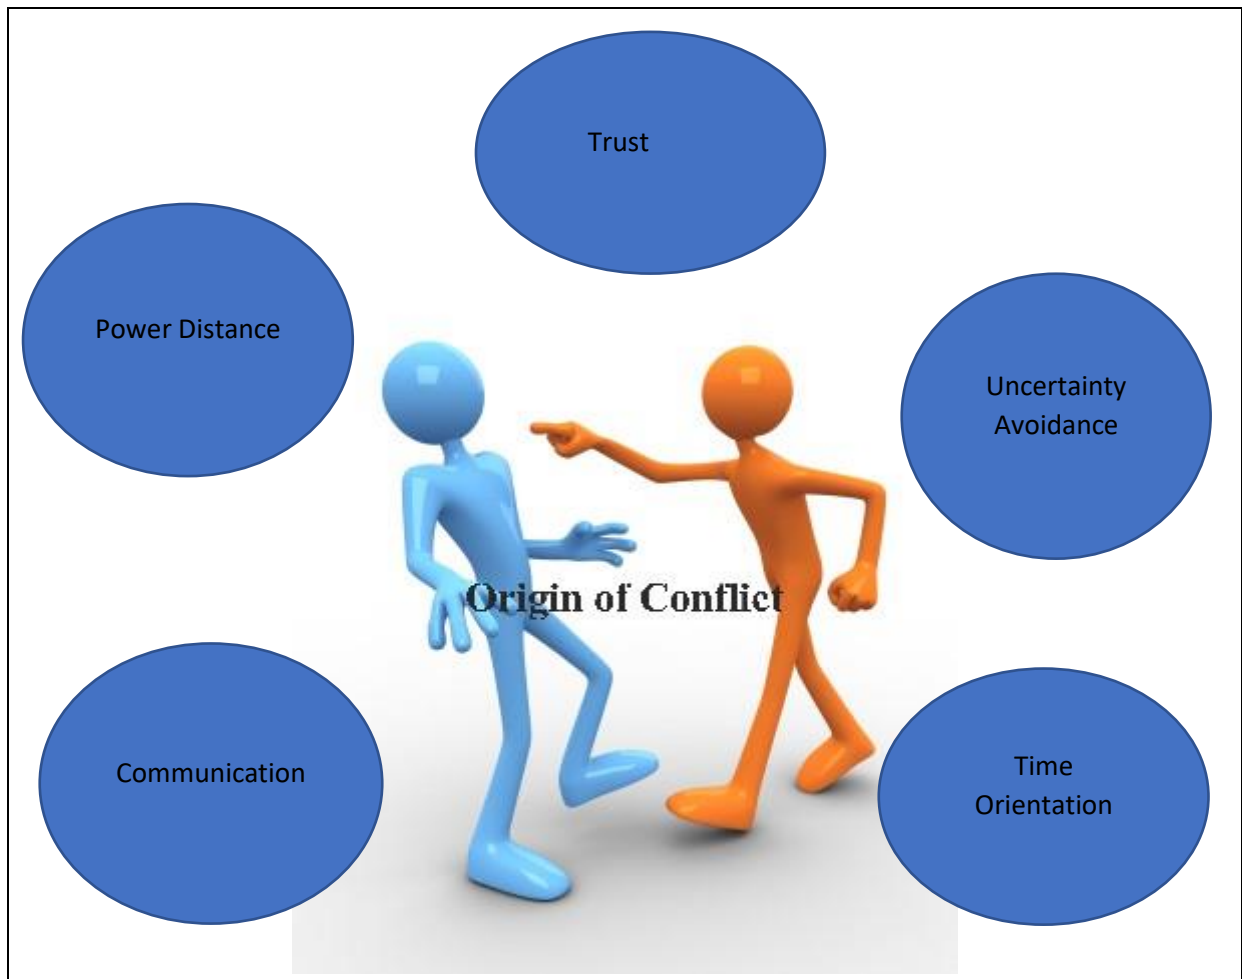 Trust
Power Distance
Uncertainty
Avoidance
Origin of Conflict
Communication
Time
Orientation